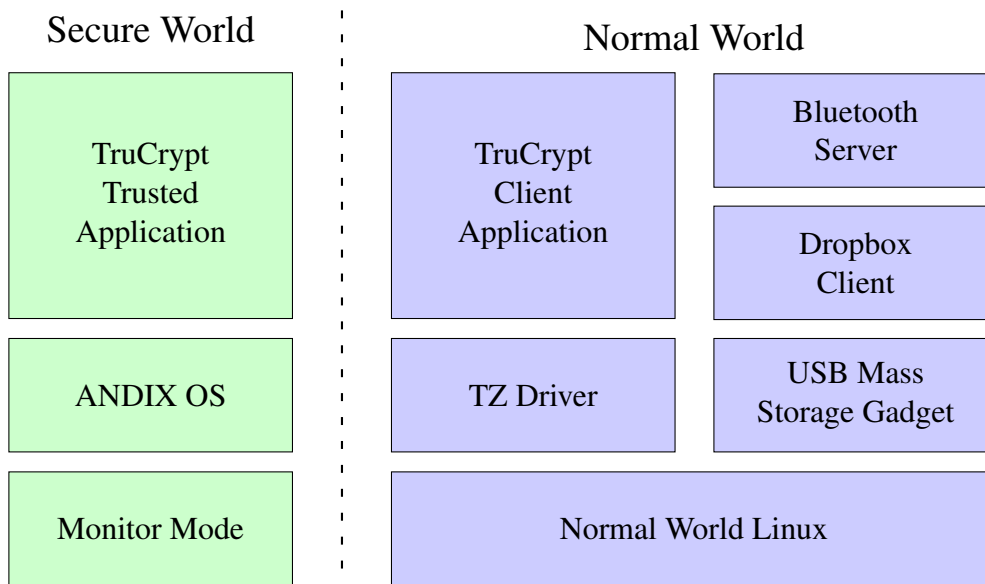 Secure World
Normal World
TruCrypt
Trusted
Application
TruCrypt
Client
Application
Bluetooth
Server
Dropbox
Client
ANDIX OS
TZ Driver
USB Mass
Storage Gadget
Monitor Mode
Normal World Linux